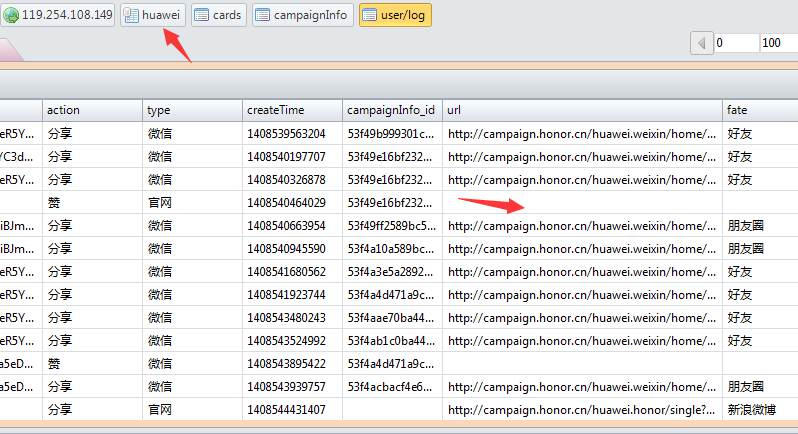 119.254.108.149 huawei cards campaignInfo user/log
0 100
action type createTime campaignInfo_id url fate
eR5Y... 分享 微信 1408539563204 53f49b999301c... http://campaign.honor.cn/huawei.weixin/home/... 好友
YC3d... 分享 微信 1408540197707 53f49e16bf232... http://campaign.honor.cn/huawei.weixin/home/... 好友
eR5Y... 分享 微信 1408540326878 53f49e16bf232... http://campaign.honor.cn/huawei.weixin/home/... 好友
赞 官网 1408540464029 53f49e16bf232...
iBJm... 分享 微信 1408540663954 53f49ff2589bc5... http://campaign.honor.cn/huawei.weixin/home/... 朋友圈
iBJm... 分享 微信 1408540945590 53f4a10a589bc... http://campaign.honor.cn/huawei.weixin/home/... 朋友圈
eR5Y... 分享 微信 1408541680562 53f4a3e5a2892... http://campaign.honor.cn/huawei.weixin/home/... 好友
eR5Y... 分享 微信 1408541923744 53f4a4d471a9c... http://campaign.honor.cn/huawei.weixin/home/... 好友
eR5Y... 分享 微信 1408543480243 53f4aae70ba44... http://campaign.honor.cn/huawei.weixin/home/... 好友
eR5Y... 分享 微信 1408543524992 53f4ab1c0ba44... http://campaign.honor.cn/huawei.weixin/home/... 好友
a5eD... 赞 微信 1408543895422 53f4a4d471a9c...
a5eD... 分享 微信 1408543939757 53f4acbacf4e6... http://campaign.honor.cn/huawei.weixin/home/... 朋友圈
分享 官网 1408544431407 http://campaign.honor.cn/huawei.honor/single?... 新浪微博